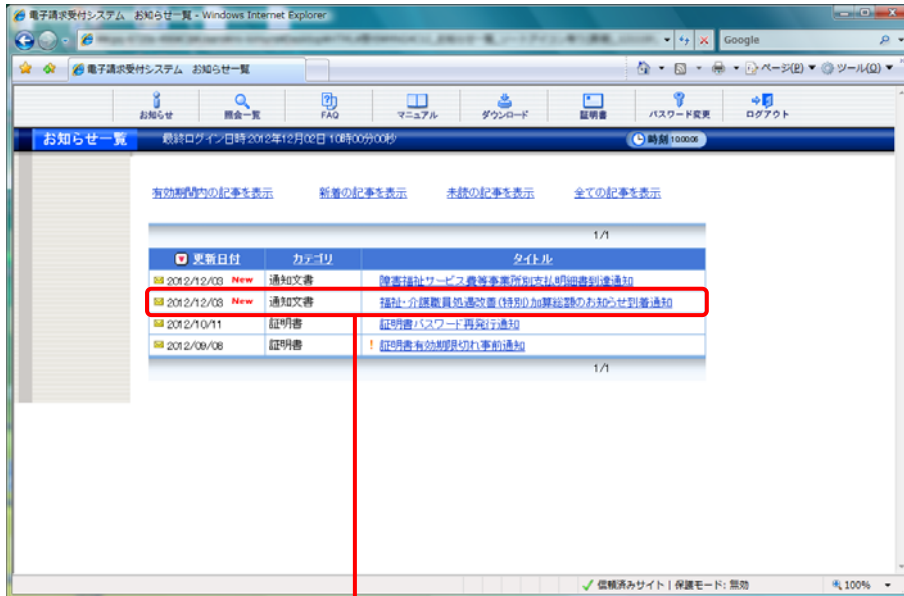 電子請求受付システム お知らせ一覧 - Windows Internet Explorer
Google
電子請求受付システム お知らせ一覧
ページ(P) ツール(O)
お知らせ 照会一覧 FAQ マニュアル ダウンロード 証明書 パスワード変更 ログアウト
お知らせ一覧 最終ログイン日時:2012年12月02日 10時00分00秒 時刻 10:00:06
有効期間内の記事を表示 新着の記事を表示 未読の記事を表示 全ての記事を表示
1/1
更新日付 カテゴリ タイトル
2012/12/03 New 通知文書 障害福祉サービス費等事業所別支払明細書到達通知
2012/12/03 New 通知文書 福祉・介護職員処遇改善(特別)加算総額のお知らせ到着通知
2012/10/11 証明書 証明書パスワード再発行通知
2012/09/08 証明書 ! 証明書有効期限切れ事前通知
1/1
信頼済みサイト | 保護モード: 無効 100%